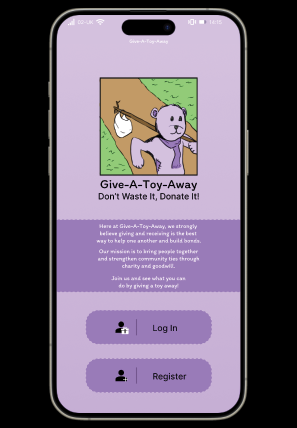 Give-A-Toy-Away
Give-A-Toy-Away
Don't Waste It, Donate It!
Here at Give-A-Toy-Away, we strongly
believe giving and receiving is the best
way to help one another and build bonds.
Our mission is to bring people together
and strengthen community ties through
charity and goodwill.
Join us and see what you can
do by giving a toy away!
Log In
Register